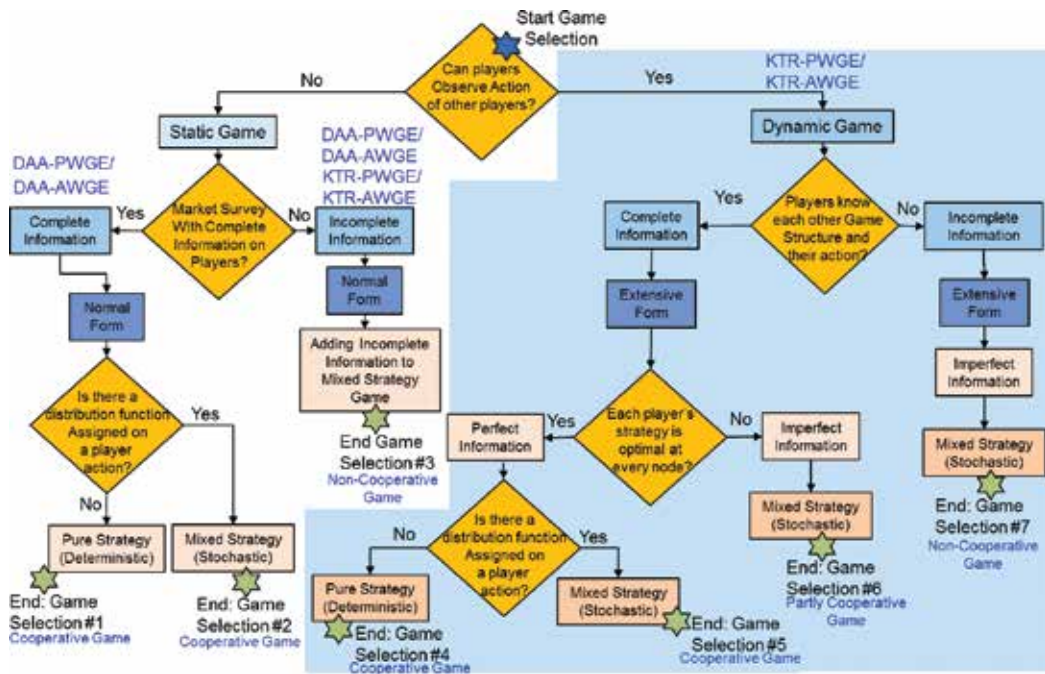 Start Game
Selection
Can players
Observe Action
of other players?
No
Yes
KTR-PWGE/
KTR-AWGE
Static Game
Dynamic Game
DAA-PWGE/
DAA-AWGE
DAA-PWGE/
DAA-AWGE
KTR-PWGE/
KTR-AWGE
Market Survey
With Complete
Information on
Players?
Yes
No
Complete
Information
Incomplete
Information
Players know
each other Game
Structure and
their action?
Yes
No
Complete
Information
Incomplete
Information
Normal
Form
Normal
Form
Extensive
Form
Extensive
Form
Adding Incomplete
Information to
Mixed Strategy
Game
End Game
Selection #3
Non-Cooperative
Game
Imperfect
Information
Is there a
distribution function
Assigned on
a player action?
Yes
No
Each player's
strategy is
optimal at
every node?
Yes
No
Perfect
Information
Imperfect
Information
Mixed Strategy
(Stochastic)
End: Game
Selection #7
Non-Cooperative
Game
Pure Strategy
(Deterministic)
End: Game
Selection #1
Cooperative Game
Mixed Strategy
(Stochastic)
End: Game
Selection #2
Cooperative Game
Is there a
distribution function
Assigned on
a player action?
No
Yes
Mixed Strategy
(Stochastic)
End: Game
Selection #6
Partly Cooperative
Game
Pure Strategy
(Deterministic)
End: Game
Selection #4
Cooperative Game
Mixed Strategy
(Stochastic)
End: Game
Selection #5
Cooperative Game